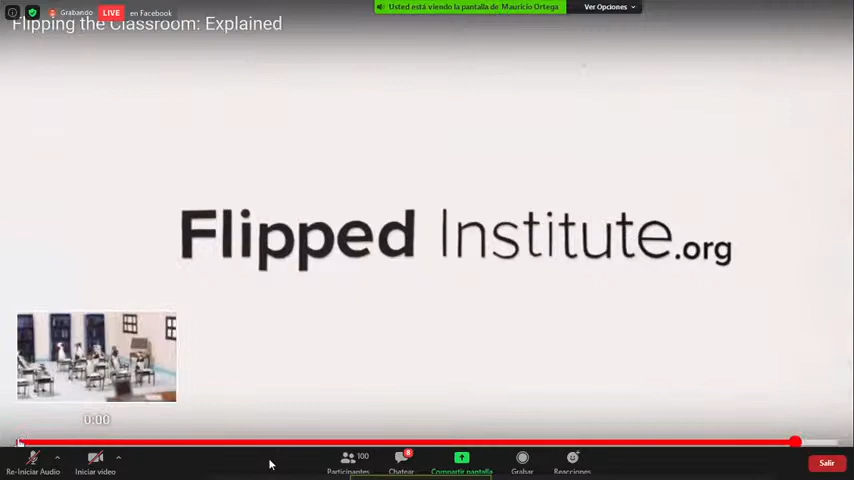 Grabando LIVE en Facebook
Usted está viendo la pantalla de Mauricio Ortega
Ver Opciones
Flipping the Classroom: Explained
Flipped Institute.org
0:00
Re-Iniciar Audio
Iniciar video
Participantes 100
Chatear 8
Compartir pantalla
Grabar
Reacciones
Salir